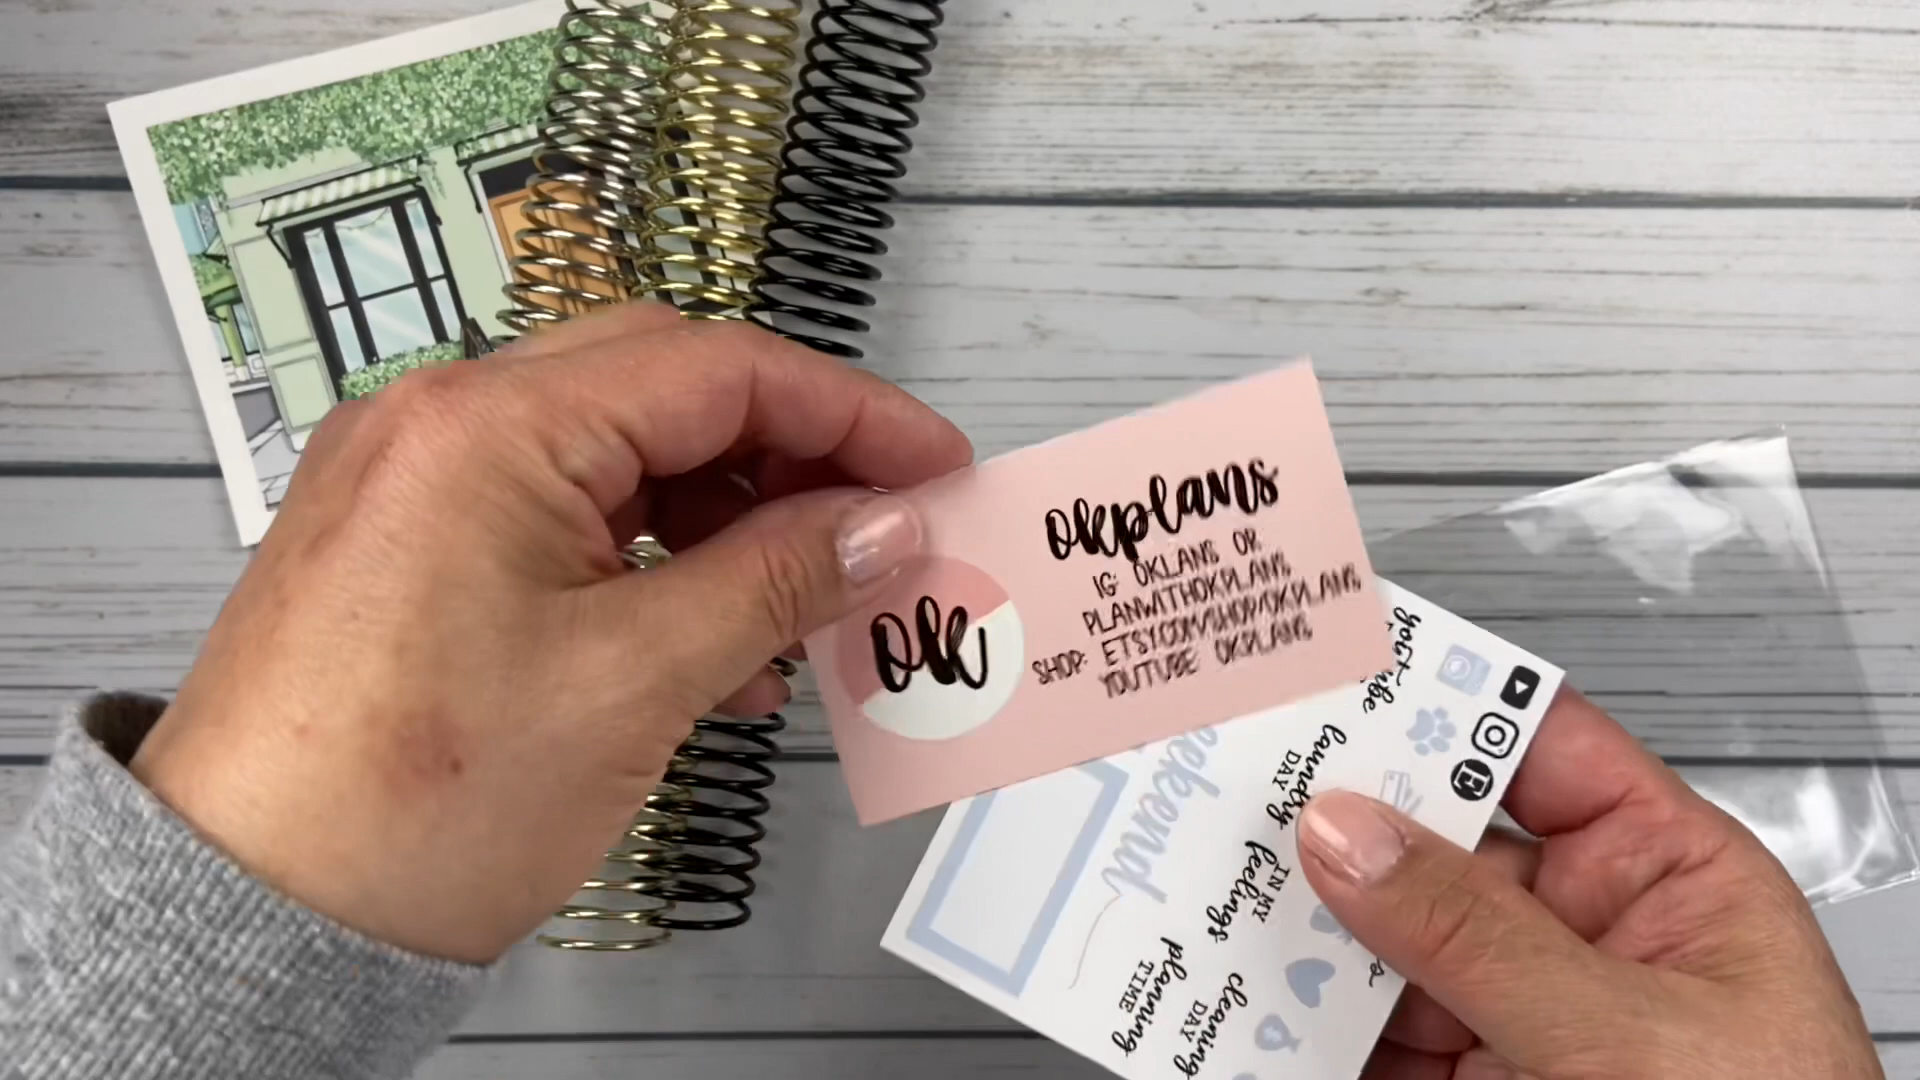 okplans
IG: OKLANS OR
PLANWITHOKPLANS
SHOP: ETSY.COM/SHOP/OKPLANS
YOUTUBE: OKPLANS
OK
youtube
laundry
DAY
IN MY
feelings
cleaning
DAY
planning
TIME